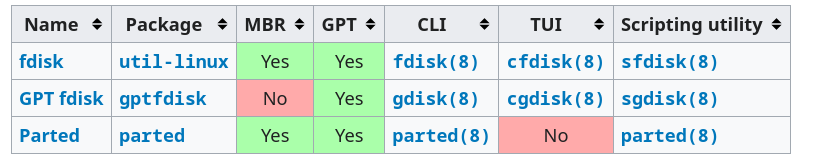 Name Package MBR GPT CLI TUI Scripting utility
fdisk util-linux Yes Yes fdisk(8) cfdisk(8) sfdisk(8)
GPT fdisk gptfdisk No Yes gdisk(8) cgdisk(8) sgdisk(8)
Parted parted Yes Yes parted(8) No parted(8)